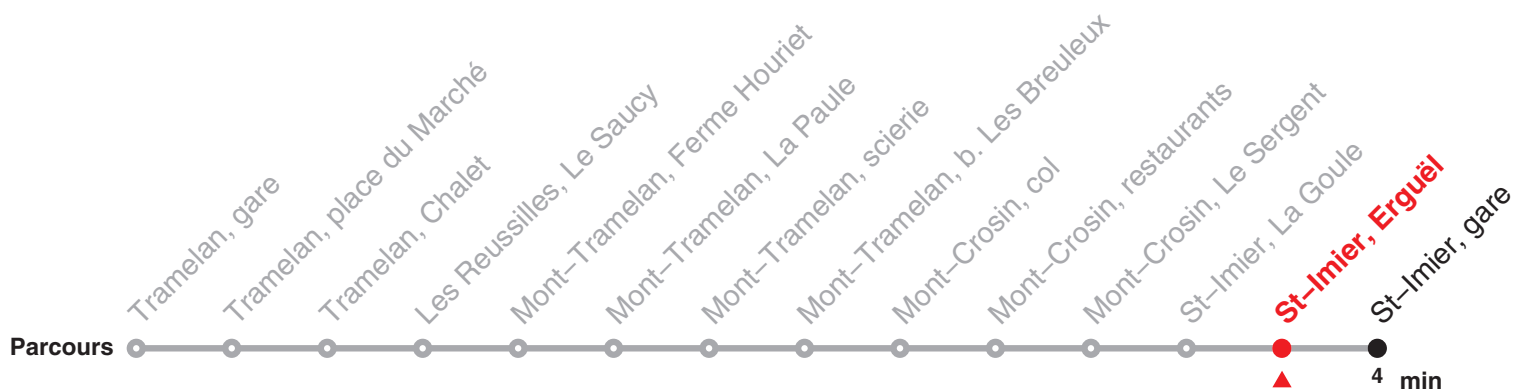 Tramelan, gare
Tramelan, place du Marché
Tramelan, Chalet
Les Reussilles, Le Saucy
Mont–Tramelan, Ferme Houriet
Mont–Tramelan, La Paule
Mont–Tramelan, scierie
Mont–Tramelan, b. Les Breuleux
Mont–Crosin, col
Mont–Crosin, restaurants
Mont–Crosin, Le Sergent
St–Imier, La Goule
St–Imier, Erguël
St–Imier, gare
Parcours
4 min